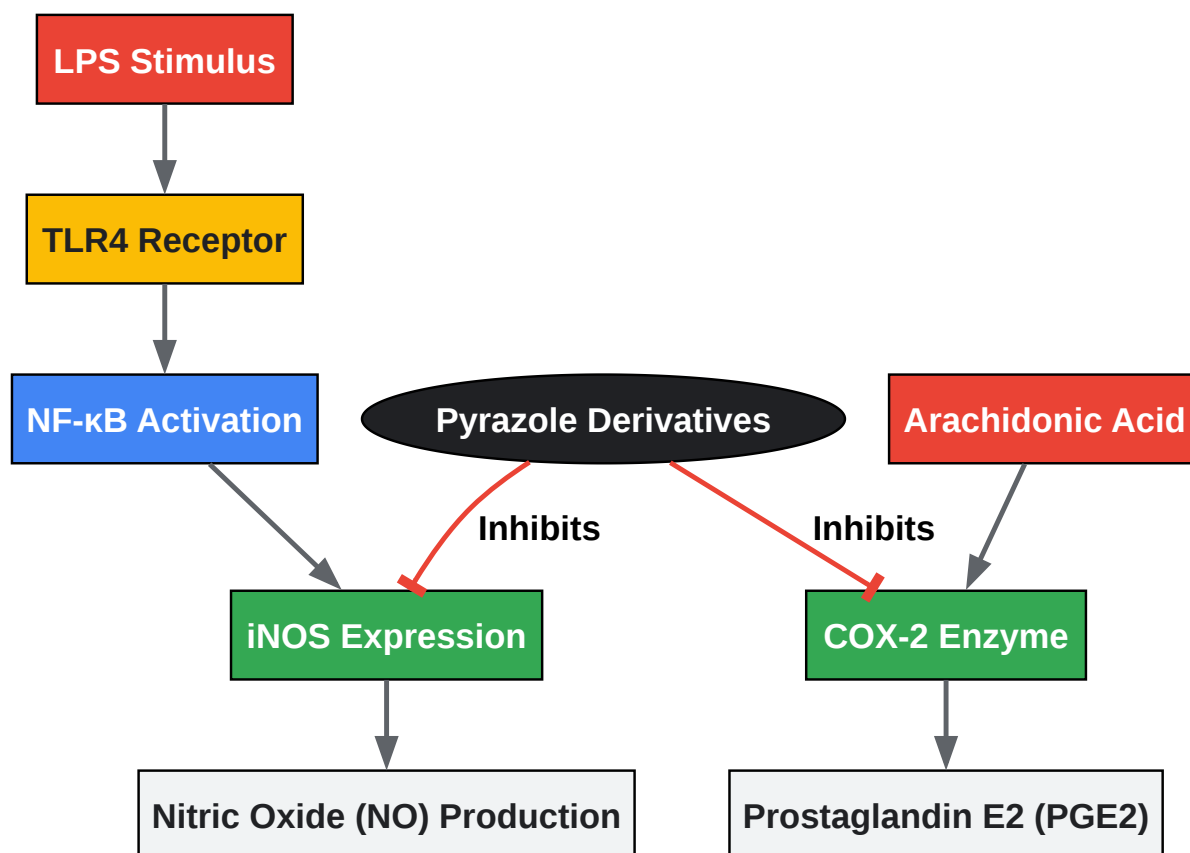 LPS Stimulus
TLR4 Receptor
NF-κB Activation
Pyrazole Derivatives
Arachidonic Acid
Inhibits
Inhibits
iNOS Expression
COX-2 Enzyme
Nitric Oxide (NO) Production
Prostaglandin E2 (PGE2)